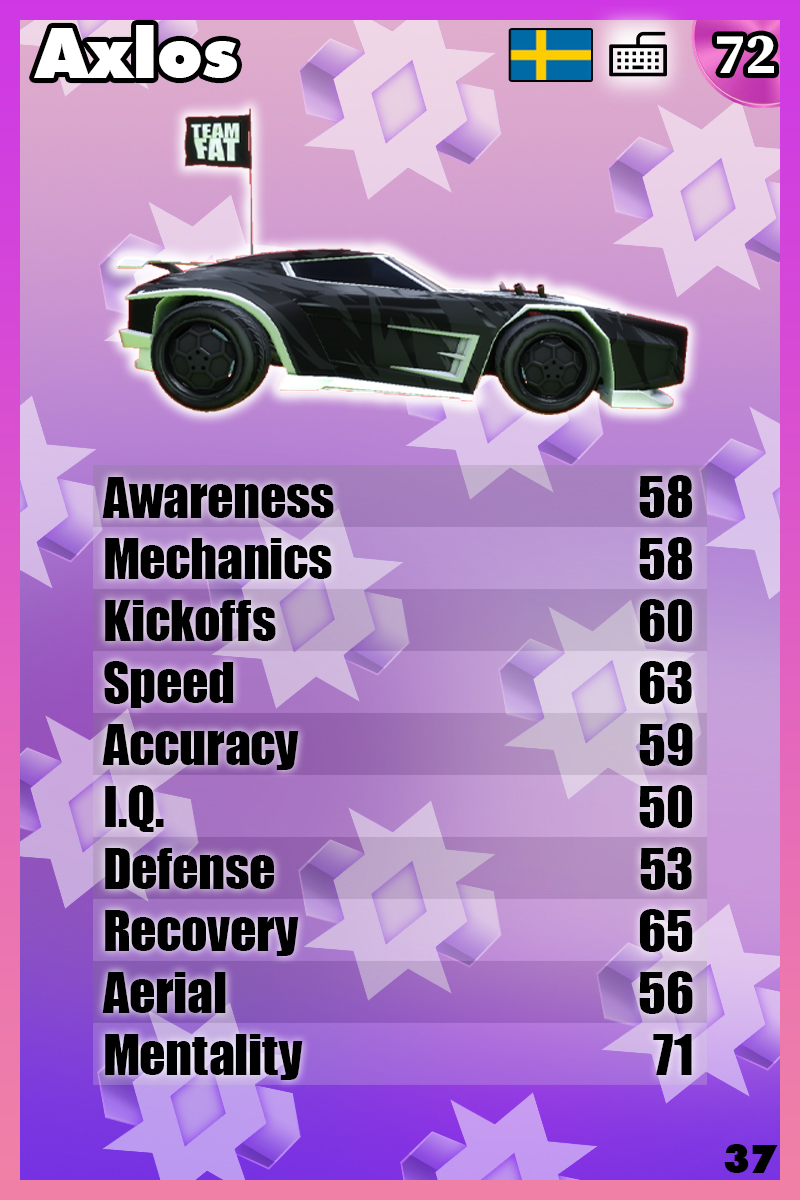 Axlos 72
TEAM
FAT
Awareness 58
Mechanics 58
Kickoffs 60
Speed 63
Accuracy 59
I.Q. 50
Defense 53
Recovery 65
Aerial 56
Mentality 71
37